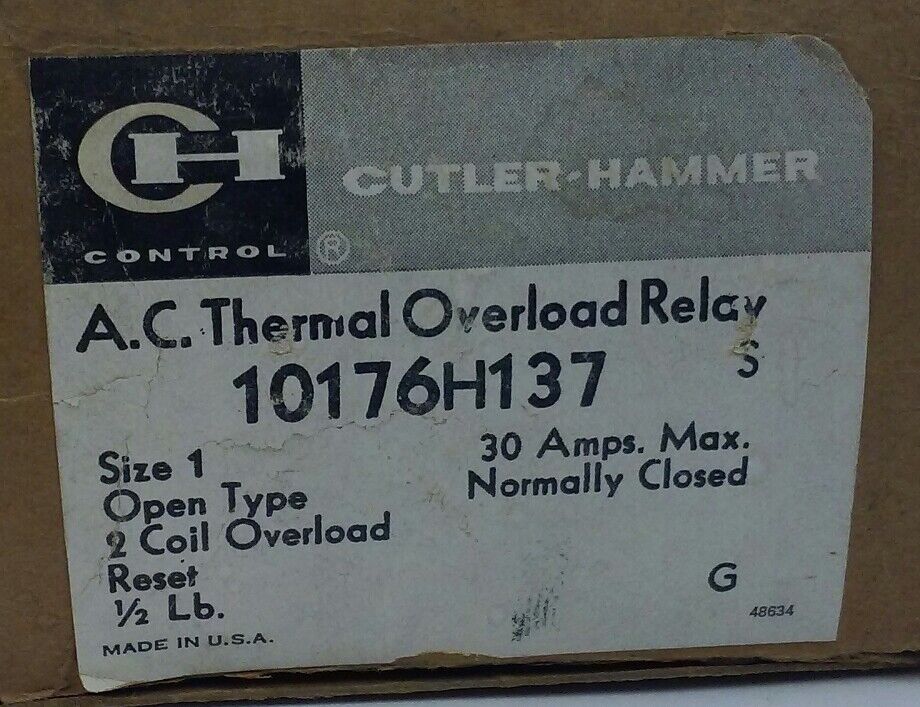 CH
CONTROL ®
CUTLER-HAMMER
A.C. Thermal Overload Relay
S
10176H137
Size 1
30 Amps. Max.
Open Type
Normally Closed
2 Coil Overload
Reset
G
½ Lb.
48634
MADE IN U.S.A.